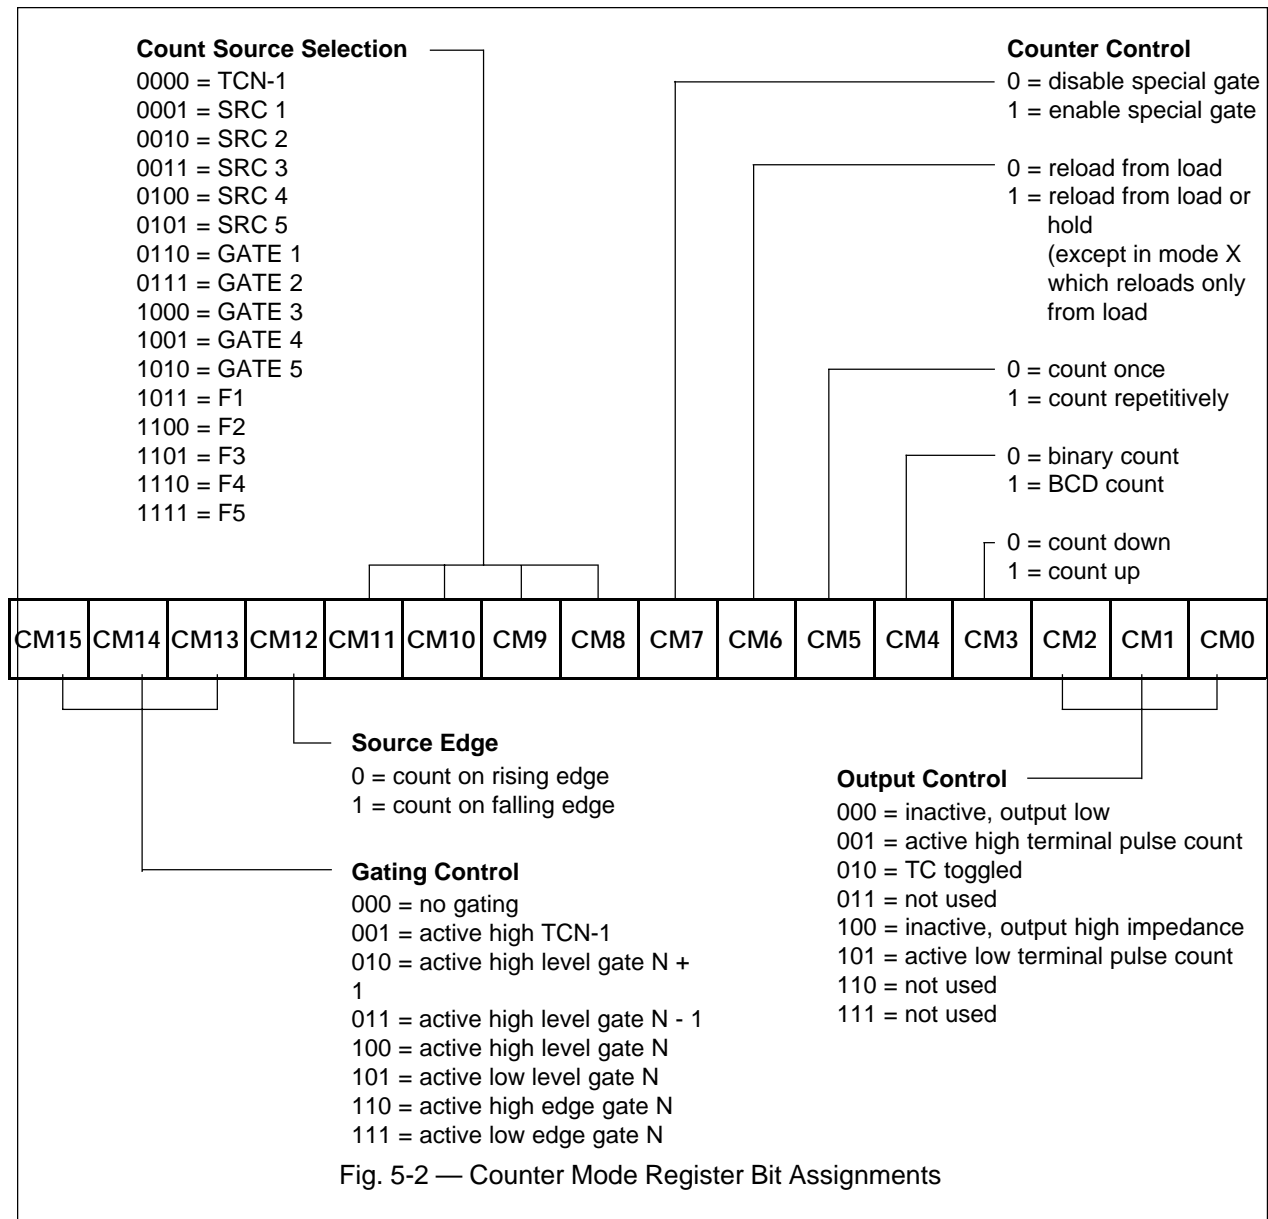 Count Source Selection
0000 = TCN-1
0001 = SRC 1
0010 = SRC 2
0011 = SRC 3
0100 = SRC 4
0101 = SRC 5
0110 = GATE 1
0111 = GATE 2
1000 = GATE 3
1001 = GATE 4
1010 = GATE 5
1011 = F1
1100 = F2
1101 = F3
1110 = F4
1111 = F5
Counter Control
0 = disable special gate
1 = enable special gate
0 = reload from load
1 = reload from load or
hold
(except in mode X
which reloads only
from load
0 = count once
1 = count repetitively
0 = binary count
1 = BCD count
0 = count down
1 = count up
CM15 CM14 CM13 CM12 CM11 CM10 CM9 CM8 CM7 CM6 CM5 CM4 CM3 CM2 CM1 CM0
Source Edge
0 = count on rising edge
1 = count on falling edge
Gating Control
000 = no gating
001 = active high TCN-1
010 = active high level gate N +
1
011 = active high level gate N - 1
100 = active high level gate N
101 = active low level gate N
110 = active high edge gate N
111 = active low edge gate N
Output Control
000 = inactive, output low
001 = active high terminal pulse count
010 = TC toggled
011 = not used
100 = inactive, output high impedance
101 = active low terminal pulse count
110 = not used
111 = not used
Fig. 5-2 — Counter Mode Register Bit Assignments